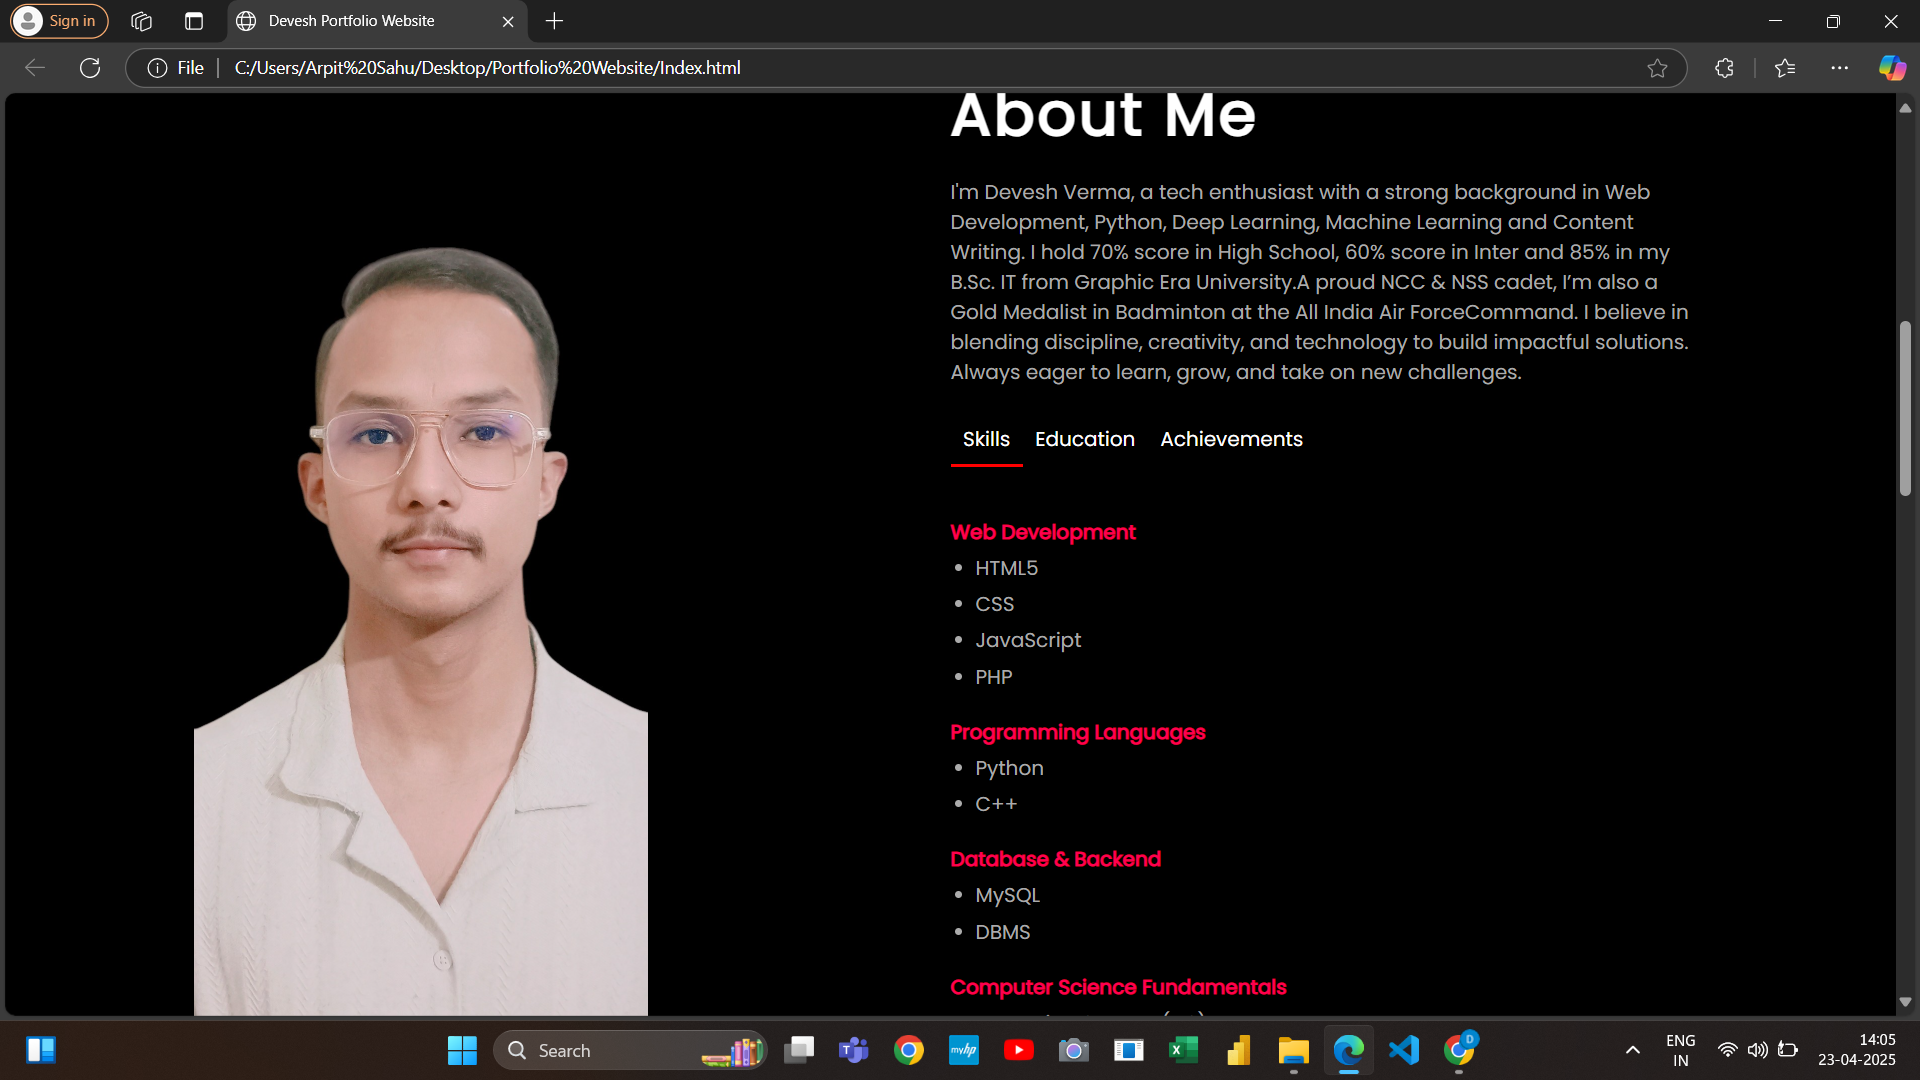 Sign in
Devesh Portfolio Website
File
C:/Users/Arpit%20Sahu/Desktop/Portfolio%20Website/Index.html
About Me
I'm Devesh Verma, a tech enthusiast with a strong background in Web
Development, Python, Deep Learning, Machine Learning and Content
Writing. I hold 70% score in High School, 60% score in Inter and 85% in my
B.Sc. IT from Graphic Era University.A proud NCC & NSS cadet, I’m also a
Gold Medalist in Badminton at the All India Air ForceCommand. I believe in
blending discipline, creativity, and technology to build impactful solutions.
Always eager to learn, grow, and take on new challenges.
Skills Education Achievements
Web Development
• HTML5
• CSS
• JavaScript
• PHP
Programming Languages
• Python
• C++
Database & Backend
• MySQL
• DBMS
Computer Science Fundamentals
Search
myhp
D
ENG
IN
14:05
23-04-2025